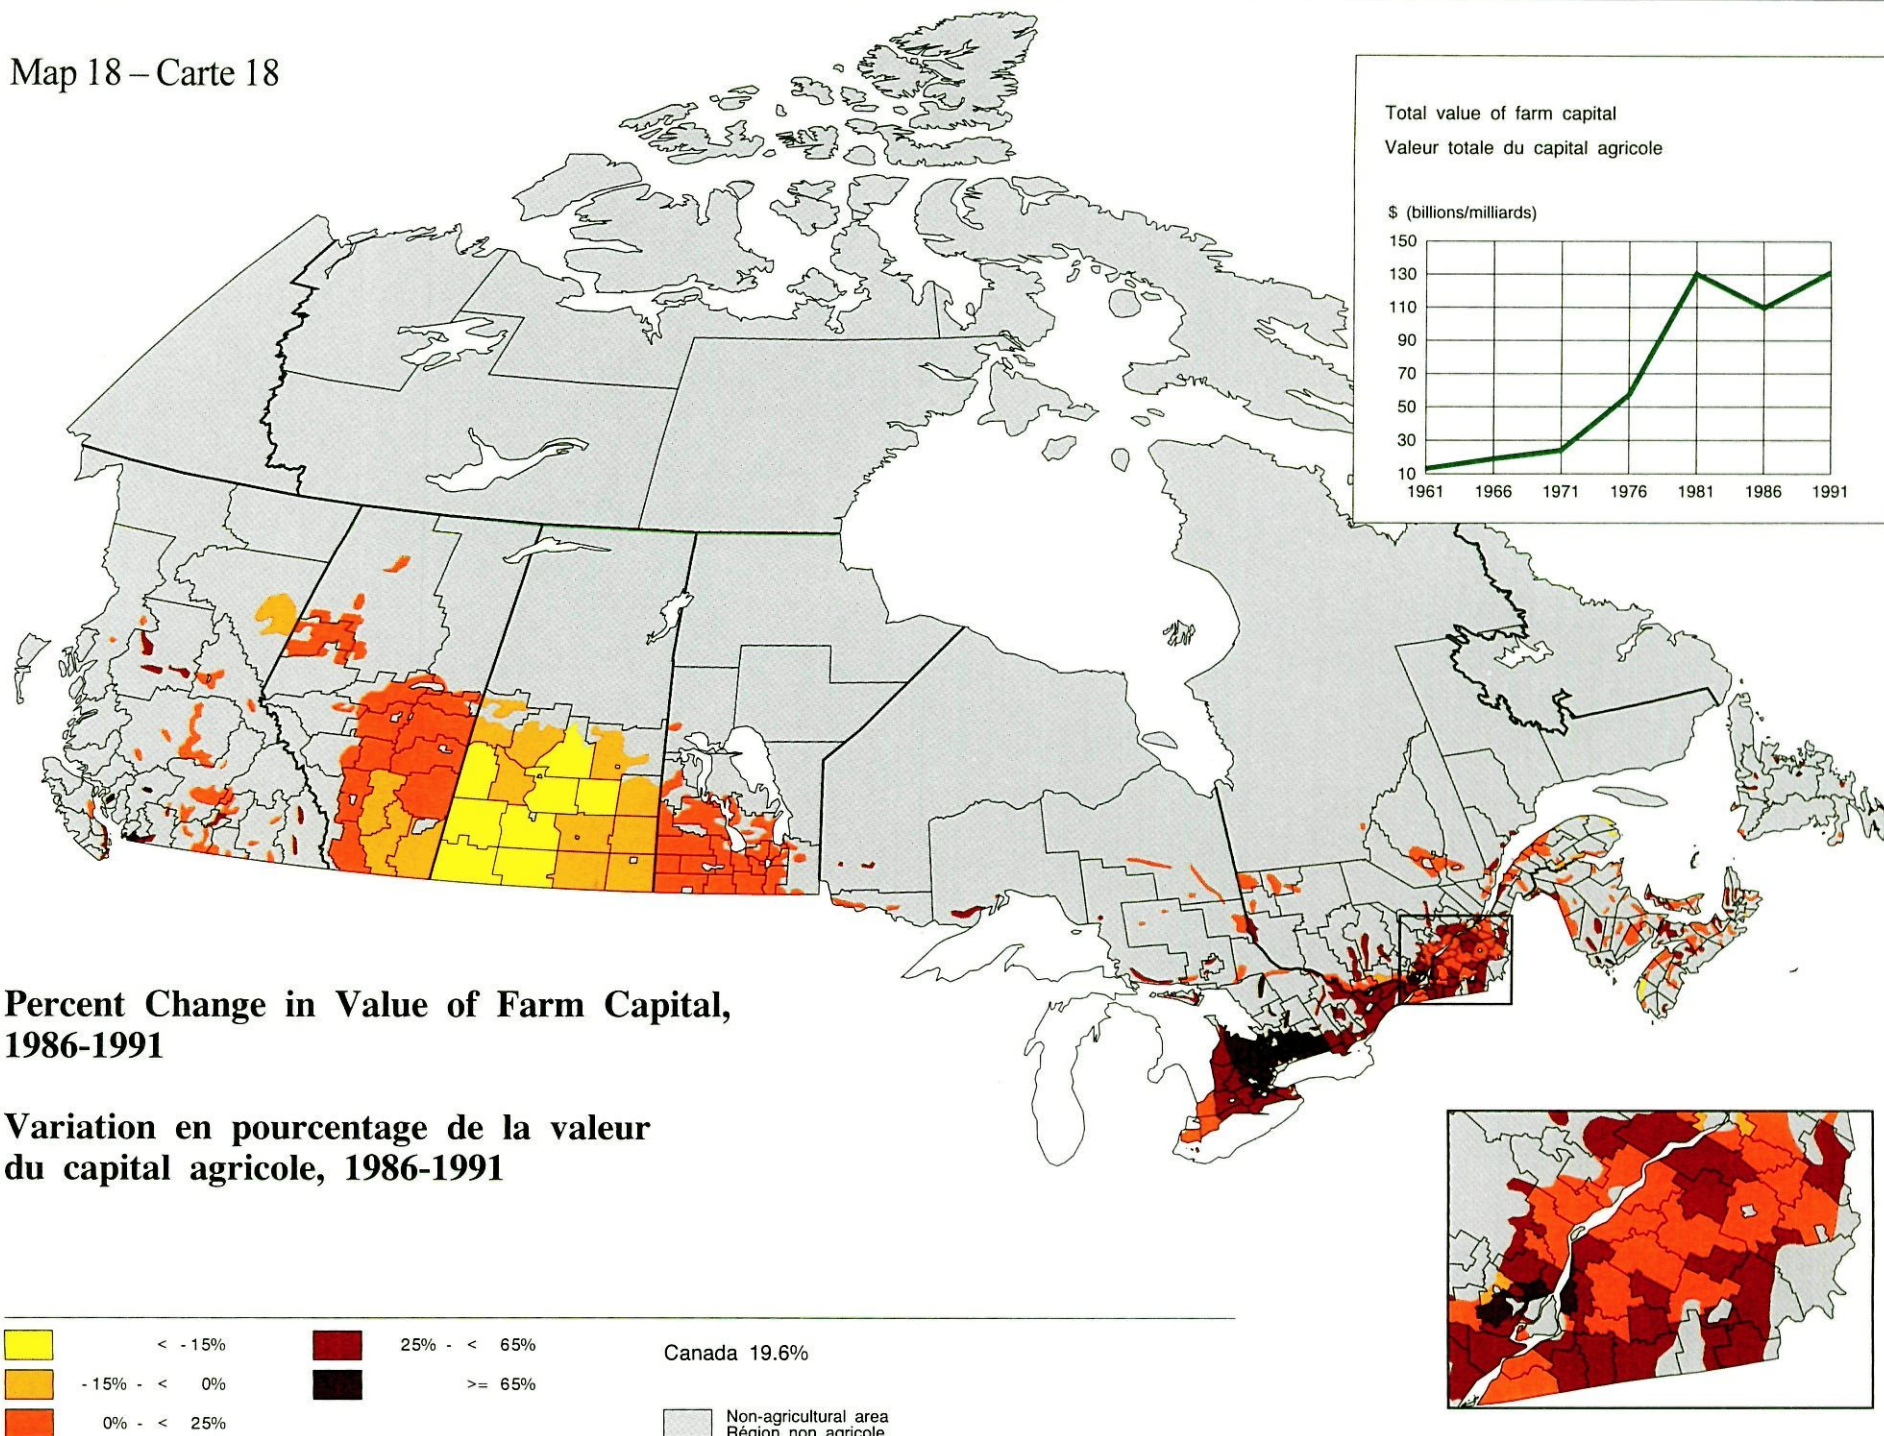 Map 18 – Carte 18
Total value of farm capital
Valeur totale du capital agricole
$ (billions/milliards)
150
130
110
90
70
50
30
10
1961 1966 1971 1976 1981 1986 1991
Percent Change in Value of Farm Capital,
1986-1991
Variation en pourcentage de la valeur
du capital agricole, 1986-1991
< -15%
-15% - < 0%
0% - < 25%
25% - < 65%
>= 65%
Canada 19.6%
Non-agricultural area
Région non agricole